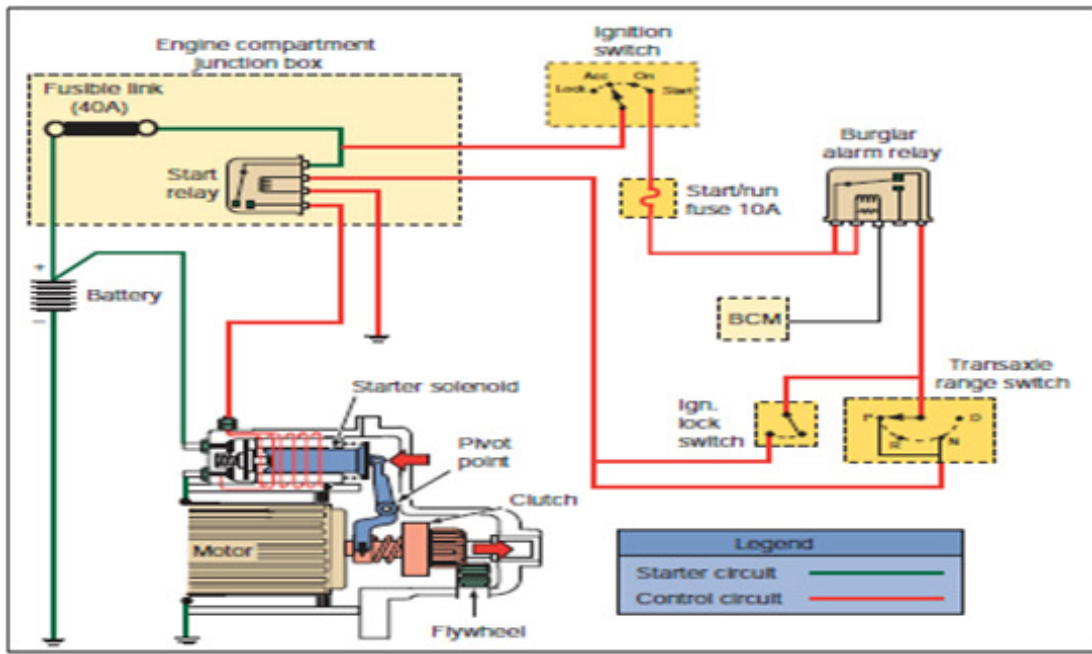 Engine compartment
junction box
Fusible link
(40A)
Start
relay
+
Battery
−
Ignition
switch
Lock
Acc
On
Start
Start/run
fuse 10A
Burglar
alarm relay
BCM
Transaxle
range switch
P
R
N
D
Ign.
lock
switch
Starter solenoid
Pivot
point
Clutch
Motor
Flywheel
Legend
Starter circuit
Control circuit